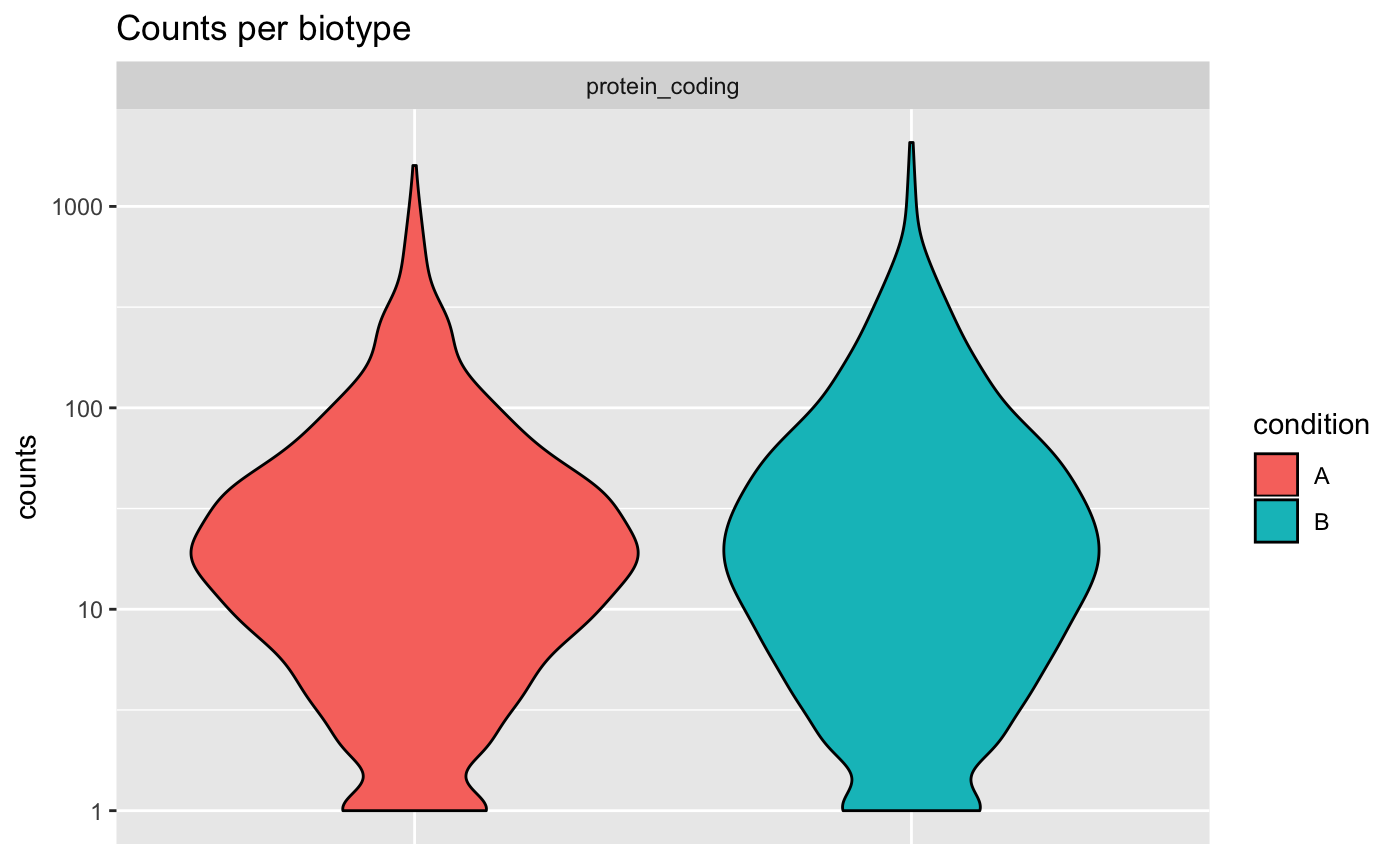 Counts per biotype
protein_coding
1000
100
10
1
counts
condition
A
B